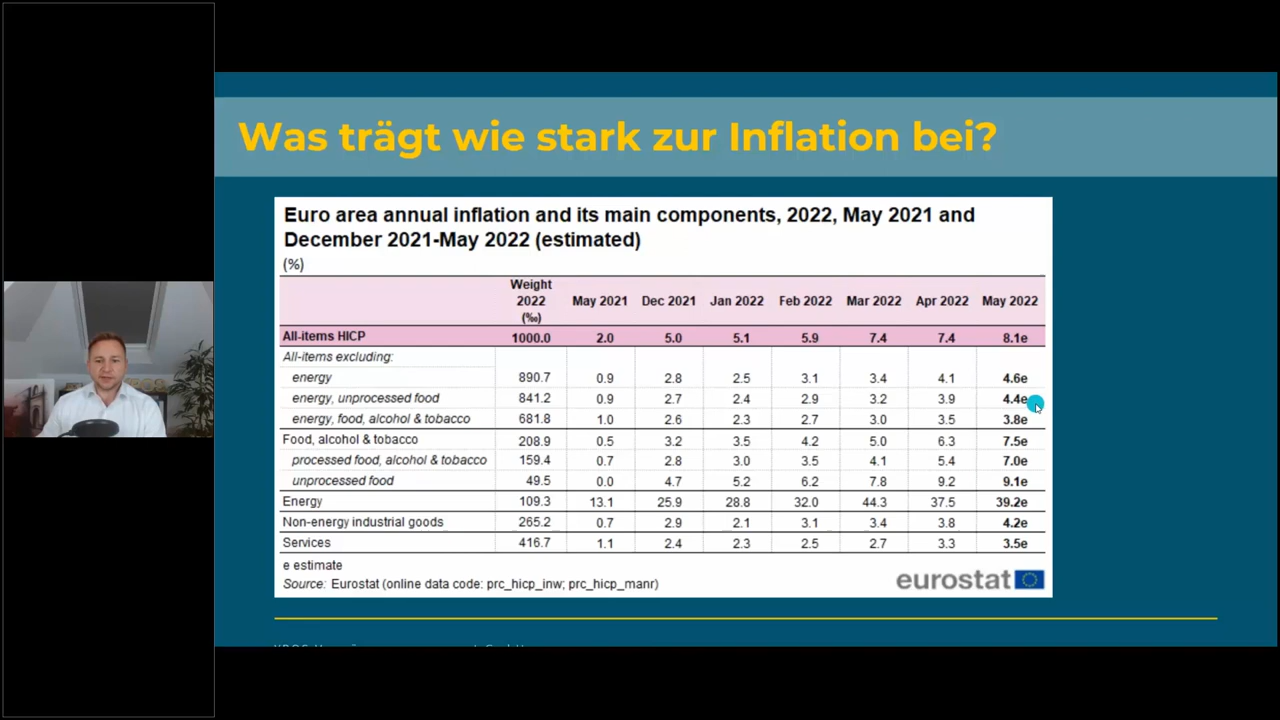 Was trägt wie stark zur Inflation bei?
Euro area annual inflation and its main components, 2022, May 2021 and
December 2021-May 2022 (estimated)
(%)
Weight 2022 (‰) May 2021 Dec 2021 Jan 2022 Feb 2022 Mar 2022 Apr 2022 May 2022
All-items HICP 1000.0 2.0 5.0 5.1 5.9 7.4 7.4 8.1e
All-items excluding:
energy 890.7 0.9 2.8 2.5 3.1 3.4 4.1 4.6e
energy, unprocessed food 841.2 0.9 2.7 2.4 2.9 3.2 3.9 4.4e
energy, food, alcohol & tobacco 681.8 1.0 2.6 2.3 2.7 3.0 3.5 3.8e
Food, alcohol & tobacco 208.9 0.5 3.2 3.5 4.2 5.0 6.3 7.5e
processed food, alcohol & tobacco 159.4 0.7 2.8 3.0 3.5 4.1 5.4 7.0e
unprocessed food 49.5 0.0 4.7 5.2 6.2 7.8 9.2 9.1e
Energy 109.3 13.1 25.9 28.8 32.0 44.3 37.5 39.2e
Non-energy industrial goods 265.2 0.7 2.9 2.1 3.1 3.4 3.8 4.2e
Services 416.7 1.1 2.4 2.3 2.5 2.7 3.3 3.5e
e estimate
Source: Eurostat (online data code: prc_hicp_inw; prc_hicp_manr)
eurostat